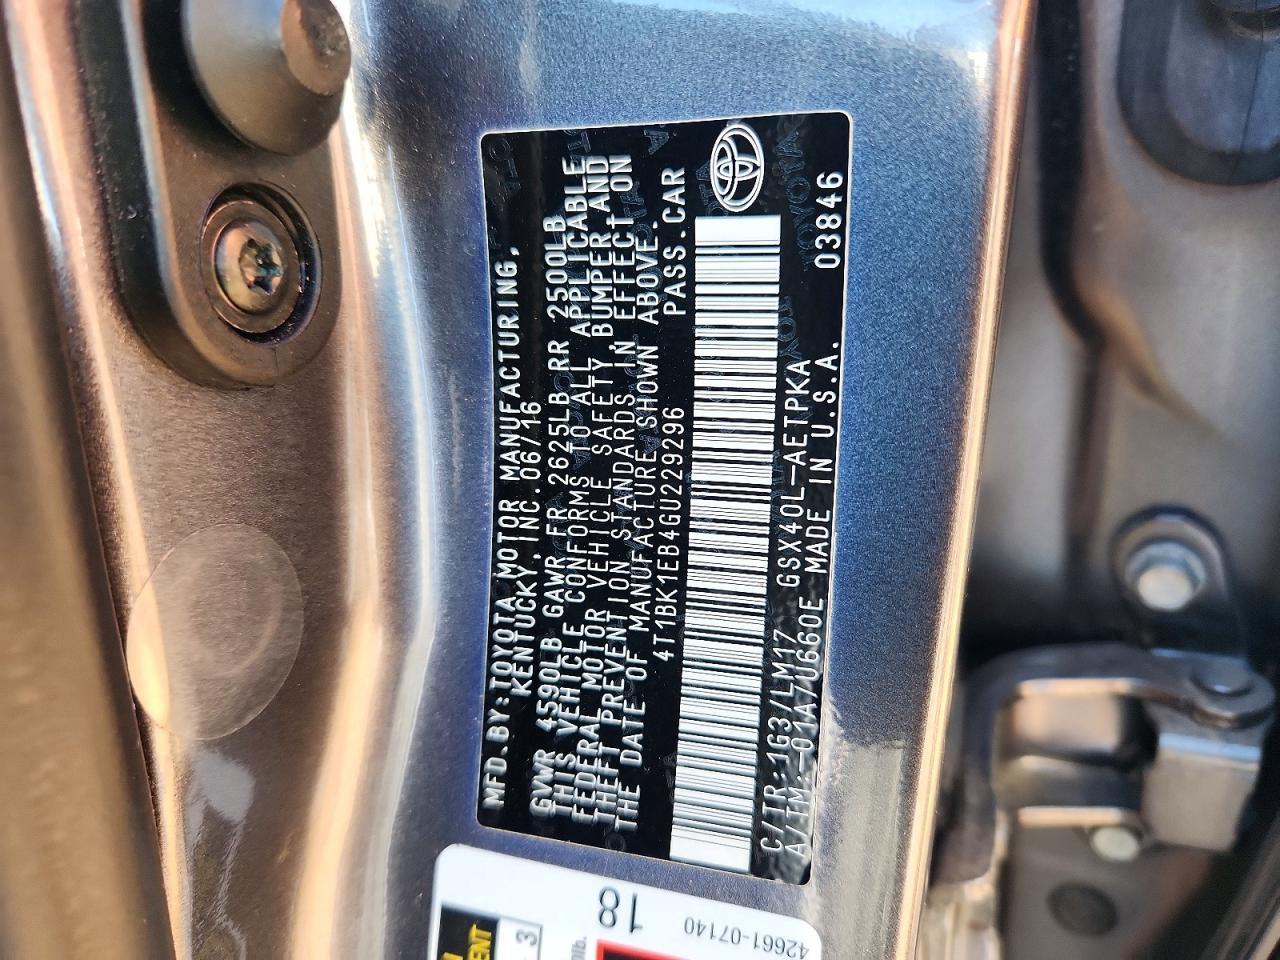 MFD.BY:TOYOTA MOTOR MANUFACTURING,
KENTUCKY, INC.06/16
GVWR 4590LB GAWR FR 2625LB RR 2500LB
THIS VEHICLE CONFORMS TO ALL APPLICABLE
FEDERAL MOTOR VEHICLE SAFETY, BUMPER, AND
THEFT PREVENTION STANDARDS IN EFFECT ON
THE DATE OF MANUFACTURE SHOWN ABOVE.
4T1BK1EB4GU229296 PASS.CAR
C/TR:1G3/LM17 GSX40L-AETPKA
A/TM:-01A/U660E MADE IN U.S.A. 03846
18
42661-07140
3